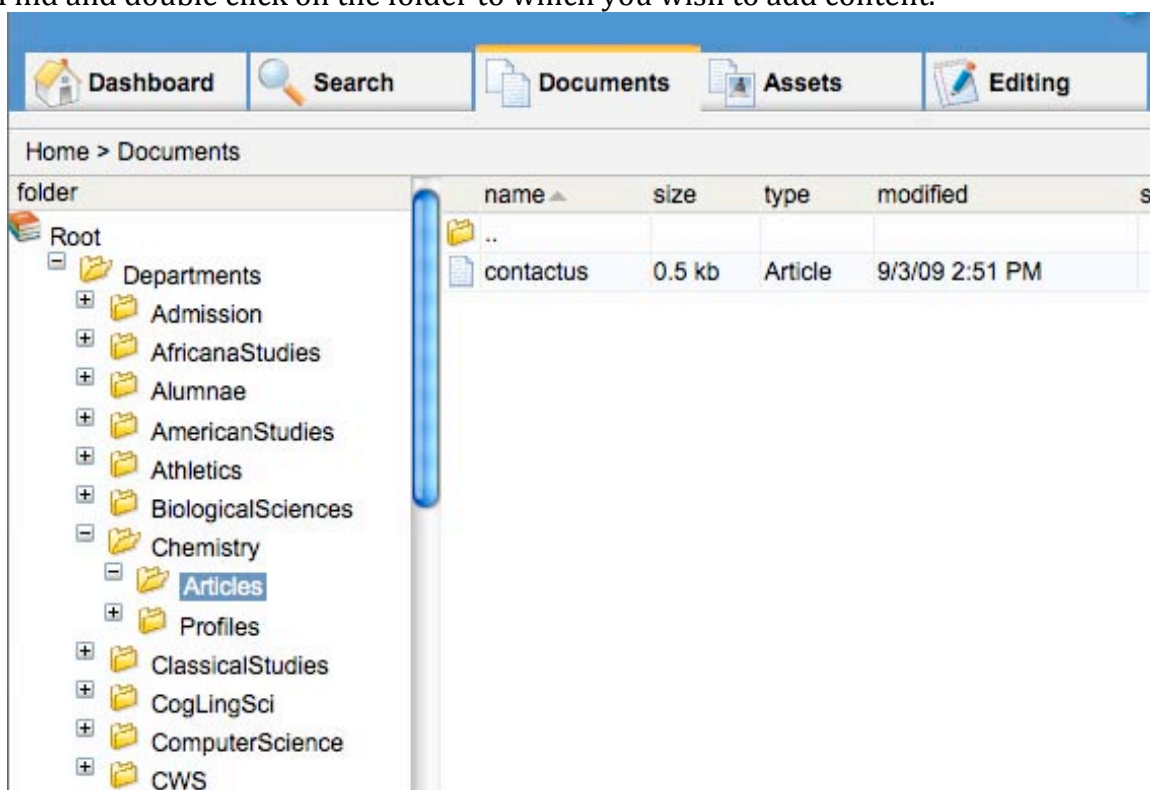 Find and double click on the folder to which you wish to add content.
Dashboard Search Documents Assets Editing
Home > Documents
folder
Root
Departments
Admission
AfricanaStudies
Alumnae
AmericanStudies
Athletics
BiologicalSciences
Chemistry
Articles
Profiles
ClassicalStudies
CogLingSci
ComputerScience
CWS
name size type modified s
..
contactus 0.5 kb Article 9/3/09 2:51 PM